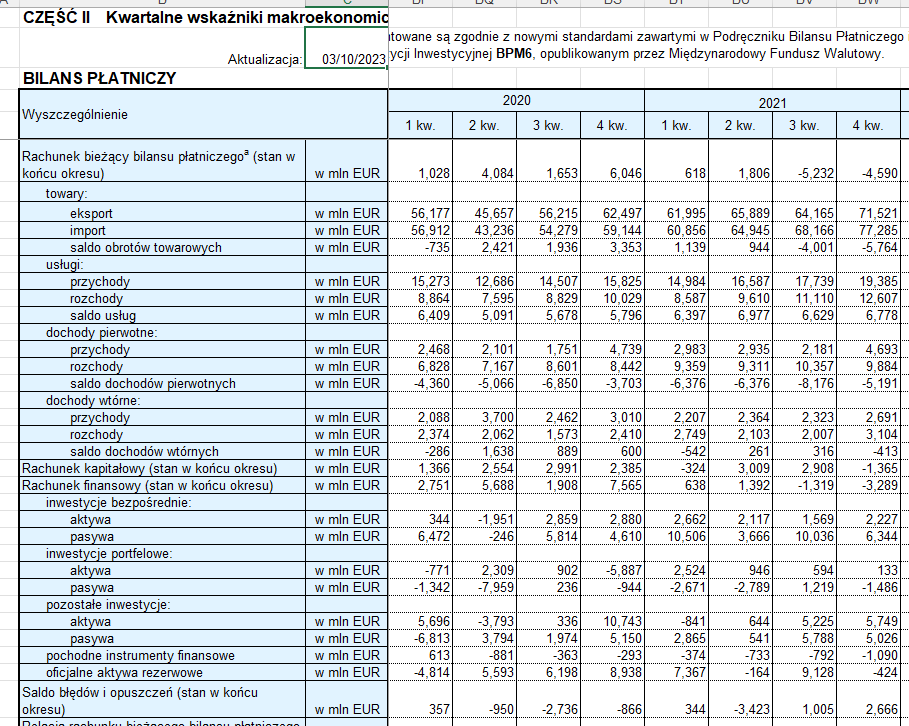 CZĘŚĆ II Kwartalne wskaźniki makroekonomic
towane są zgodnie z nowymi standardami zawartymi w Podręczniku Bilansu Płatniczego i
Aktualizacja: 03/10/2023 ycji Inwestycyjnej BPM6, opublikowanym przez Międzynarodowy Fundusz Walutowy.
BILANS PŁATNICZY
Wyszczególnienie 2020 2021
1 kw. 2 kw. 3 kw. 4 kw. 1 kw. 2 kw. 3 kw. 4 kw.
Rachunek bieżący bilansu płatniczegoª (stan w
końcu okresu) w mln EUR 1,028 4,084 1,653 6,046 618 1,806 -5,232 -4,590
towary:
eksport w mln EUR 56,177 45,657 56,215 62,497 61,995 65,889 64,165 71,521
import w mln EUR 56,912 43,236 54,279 59,144 60,856 64,945 68,166 77,285
saldo obrotów towarowych w mln EUR -735 2,421 1,936 3,353 1,139 944 -4,001 -5,764
usługi:
przychody w mln EUR 15,273 12,686 14,507 15,825 14,984 16,587 17,739 19,385
rozchody w mln EUR 8,864 7,595 8,829 10,029 8,587 9,610 11,110 12,607
saldo usług w mln EUR 6,409 5,091 5,678 5,796 6,397 6,977 6,629 6,778
dochody pierwotne:
przychody w mln EUR 2,468 2,101 1,751 4,739 2,983 2,935 2,181 4,693
rozchody w mln EUR 6,828 7,167 8,601 8,442 9,359 9,311 10,357 9,884
saldo dochodów pierwotnych w mln EUR -4,360 -5,066 -6,850 -3,703 -6,376 -6,376 -8,176 -5,191
dochody wtórne:
przychody w mln EUR 2,088 3,700 2,462 3,010 2,207 2,364 2,323 2,691
rozchody w mln EUR 2,374 2,062 1,573 2,410 2,749 2,103 2,007 3,104
saldo dochodów wtórnych w mln EUR -286 1,638 889 600 -542 261 316 -413
Rachunek kapitałowy (stan w końcu okresu) w mln EUR 1,366 2,554 2,991 2,385 -324 3,009 2,908 -1,365
Rachunek finansowy (stan w końcu okresu) w mln EUR 2,751 5,688 1,908 7,565 638 1,392 -1,319 -3,289
inwestycje bezpośrednie:
aktywa w mln EUR 344 -1,951 2,859 2,880 2,662 2,117 1,569 2,227
pasywa w mln EUR 6,472 -246 5,814 4,610 10,506 3,666 10,036 6,344
inwestycje portfelowe:
aktywa w mln EUR -771 2,309 902 -5,887 2,524 946 594 133
pasywa w mln EUR -1,342 -7,959 236 -944 -2,671 -2,789 1,219 -1,486
pozostałe inwestycje:
aktywa w mln EUR 5,696 -3,793 336 10,743 -841 644 5,225 5,749
pasywa w mln EUR -6,813 3,794 1,974 5,150 2,865 541 5,788 5,026
pochodne instrumenty finansowe w mln EUR 613 -881 -363 -293 -374 -733 -792 -1,090
oficjalne aktywa rezerwowe w mln EUR -4,814 5,593 6,198 8,938 7,367 -164 9,128 -424
Saldo błędów i opuszczeń (stan w końcu
okresu) w mln EUR 357 -950 -2,736 -866 344 -3,423 1,005 2,666